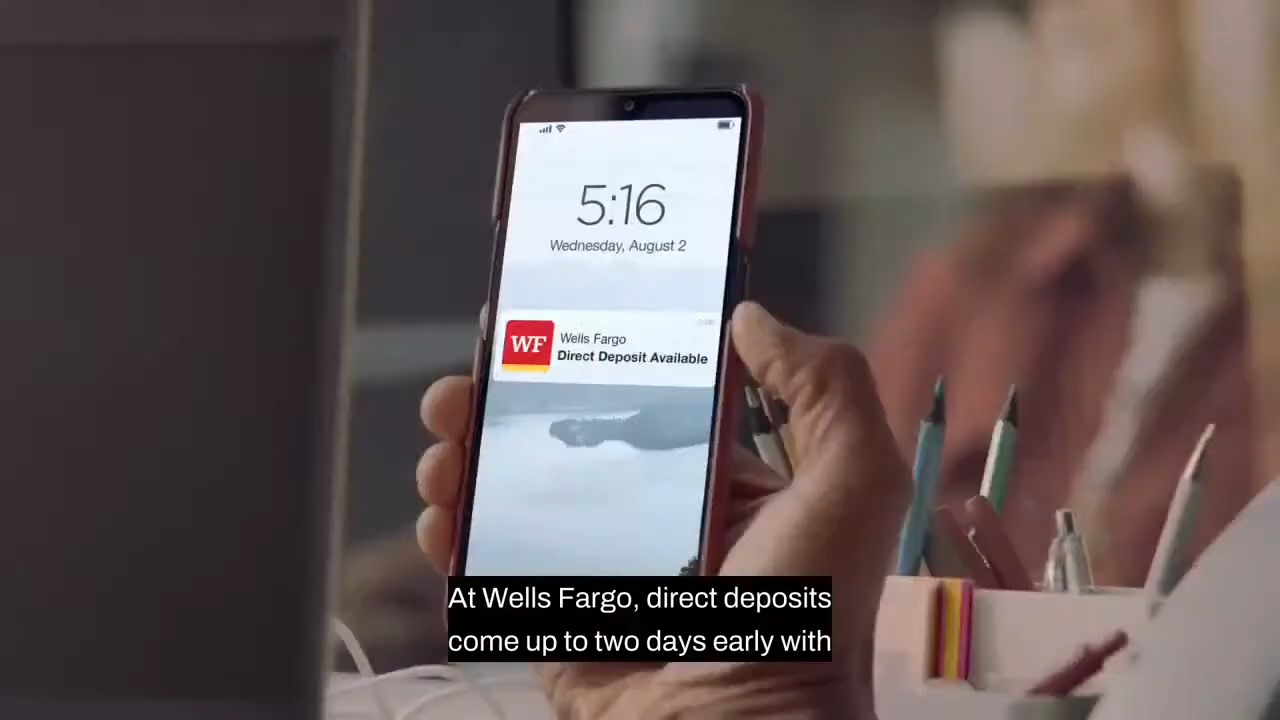 5:16
Wednesday, August 2
WF
Wells Fargo
Direct Deposit Available
At Wells Fargo, direct deposits
come up to two days early with